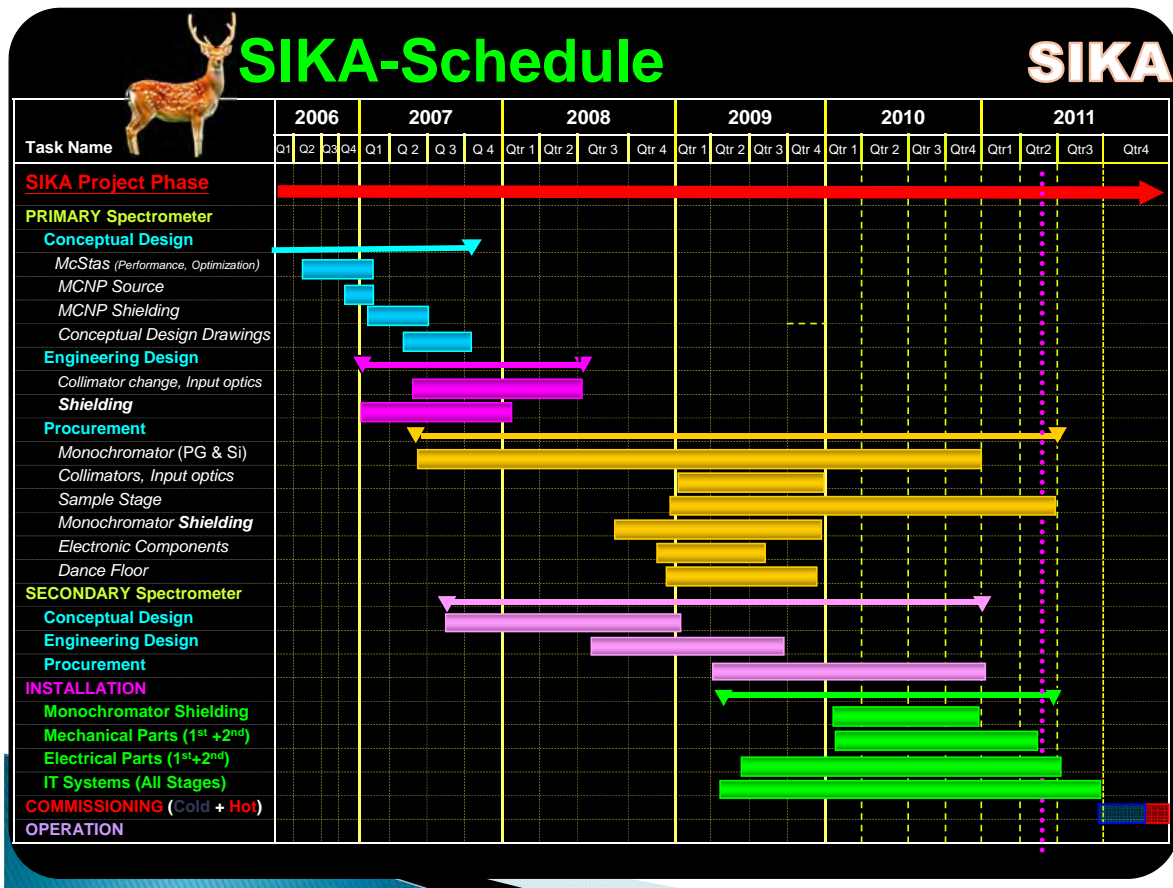 SIKA-Schedule
SIKA
2006 2007 2008 2009 2010 2011
Task Name Q1 Q2 Q3 Q4 Q1 Q 2 Q 3 Q 4 Qtr 1 Qtr 2 Qtr 3 Qtr 4 Qtr 1 Qtr 2 Qtr 3 Qtr 4 Qtr 1 Qtr 2 Qtr 3 Qtr4 Qtr1 Qtr2 Qtr3 Qtr4
SIKA Project Phase
PRIMARY Spectrometer
Conceptual Design
McStas (Performance, Optimization)
MCNP Source
MCNP Shielding
Conceptual Design Drawings
Engineering Design
Collimator change, Input optics
Shielding
Procurement
Monochromator (PG & Si)
Collimators, Input optics
Sample Stage
Monochromator Shielding
Electronic Components
Dance Floor
SECONDARY Spectrometer
Conceptual Design
Engineering Design
Procurement
INSTALLATION
Monochromator Shielding
Mechanical Parts (1st +2nd)
Electrical Parts (1st+2nd)
IT Systems (All Stages)
COMMISSIONING (Cold + Hot)
OPERATION